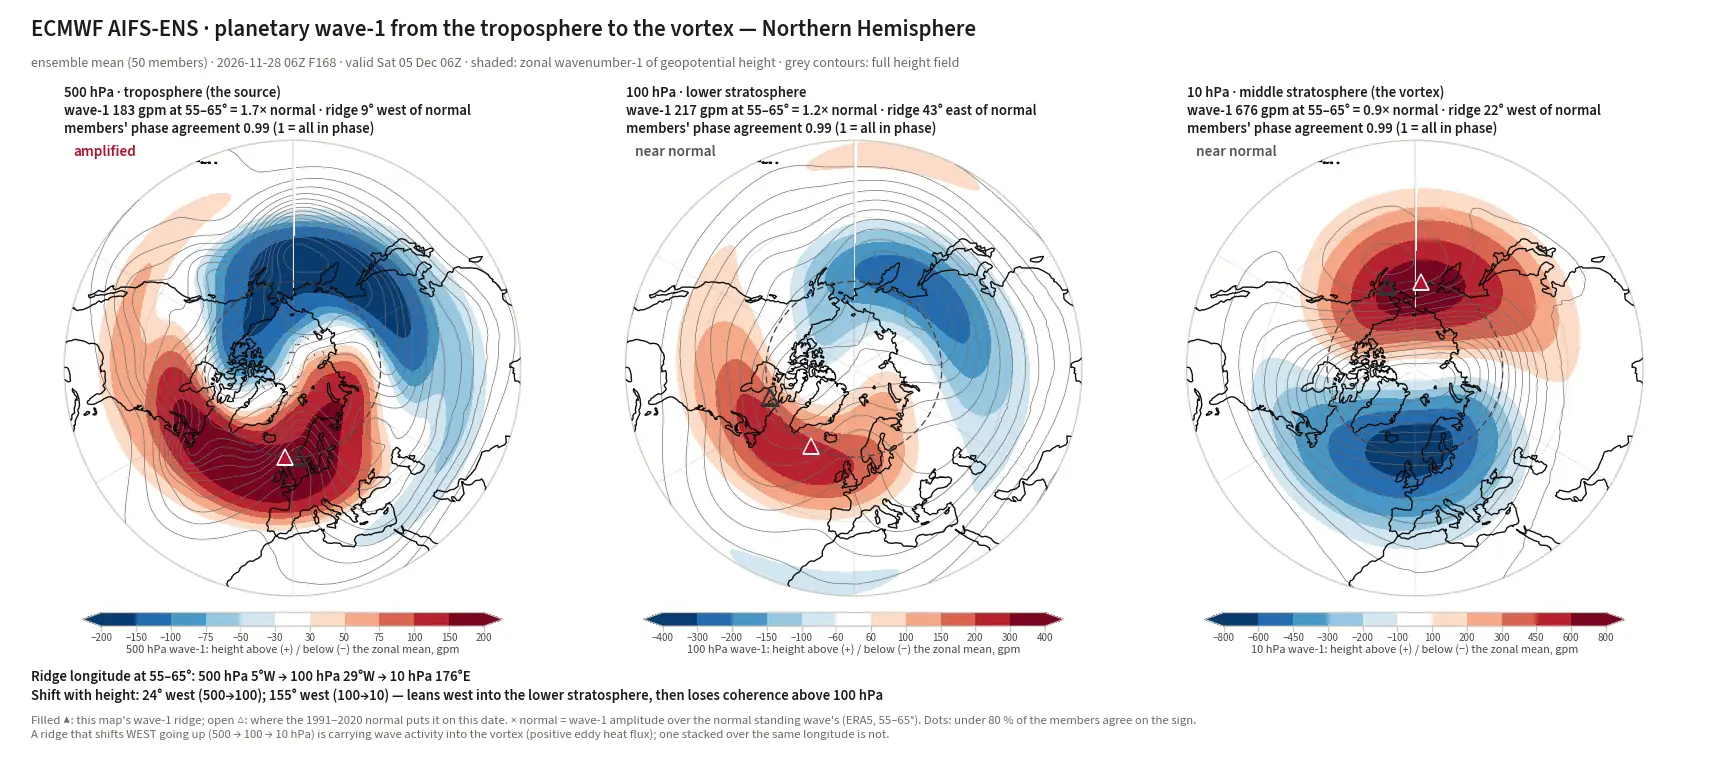 ECMWF AIFS-ENS · planetary wave-1 from the troposphere to the vortex — Northern Hemisphere
ensemble mean (50 members) · 2026-11-28 06Z F168 · valid Sat 05 Dec 06Z · shaded: zonal wavenumber-1 of geopotential height · grey contours: full height field
500 hPa · troposphere (the source)
wave-1 183 gpm at 55–65° = 1.7× normal · ridge 9° west of normal
members' phase agreement 0.99 (1 = all in phase)
amplified
100 hPa · lower stratosphere
wave-1 217 gpm at 55–65° = 1.2× normal · ridge 43° east of normal
members' phase agreement 0.99 (1 = all in phase)
near normal
10 hPa · middle stratosphere (the vortex)
wave-1 676 gpm at 55–65° = 0.9× normal · ridge 22° west of normal
members' phase agreement 0.99 (1 = all in phase)
near normal
−200 −150 −100 −75 −50 −30 30 50 75 100 150 200
500 hPa wave-1: height above (+) / below (−) the zonal mean, gpm
−400 −300 −200 −150 −100 −60 60 100 150 200 300 400
100 hPa wave-1: height above (+) / below (−) the zonal mean, gpm
−800 −600 −450 −300 −200 −100 100 200 300 450 600 800
10 hPa wave-1: height above (+) / below (−) the zonal mean, gpm
Ridge longitude at 55–65°: 500 hPa 5°W → 100 hPa 29°W → 10 hPa 176°E
Shift with height: 24° west (500→100); 155° west (100→10) — leans west into the lower stratosphere, then loses coherence above 100 hPa
Filled ▲: this map's wave-1 ridge; open △: where the 1991–2020 normal puts it on this date. × normal = wave-1 amplitude over the normal standing wave's (ERA5, 55–65°). Dots: under 80 % of the members agree on the sign.
A ridge that shifts WEST going up (500 → 100 → 10 hPa) is carrying wave activity into the vortex (positive eddy heat flux); one stacked over the same longitude is not.